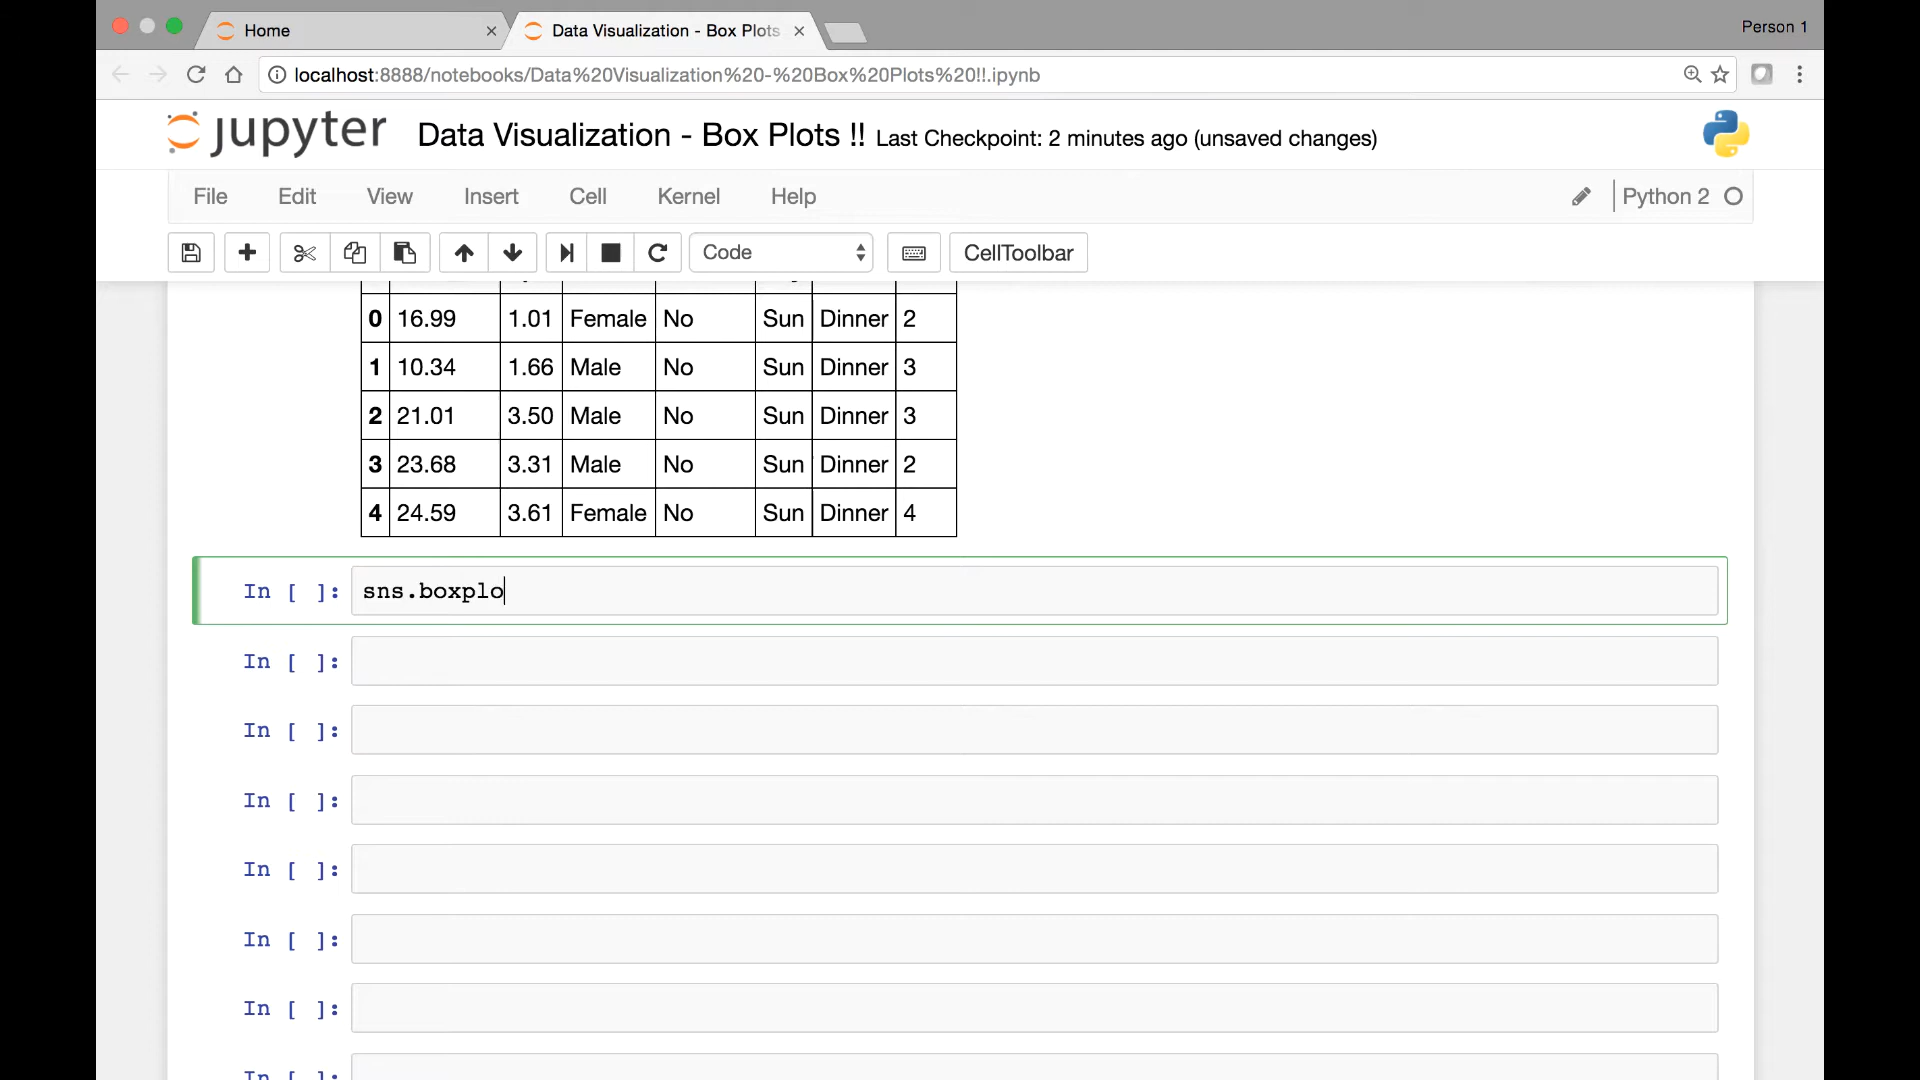 Home
Data Visualization - Box Plots
Person 1
localhost:8888/notebooks/Data%20Visualization%20-%20Box%20Plots%20!!.ipynb
jupyter Data Visualization - Box Plots !! Last Checkpoint: 2 minutes ago (unsaved changes)
File Edit View Insert Cell Kernel Help Python 2
Code CellToolbar
0 16.99 1.01 Female No Sun Dinner 2
1 10.34 1.66 Male No Sun Dinner 3
2 21.01 3.50 Male No Sun Dinner 3
3 23.68 3.31 Male No Sun Dinner 2
4 24.59 3.61 Female No Sun Dinner 4
In [ ]: sns.boxplo
In [ ]:
In [ ]:
In [ ]:
In [ ]:
In [ ]:
In [ ]:
In [ ]: